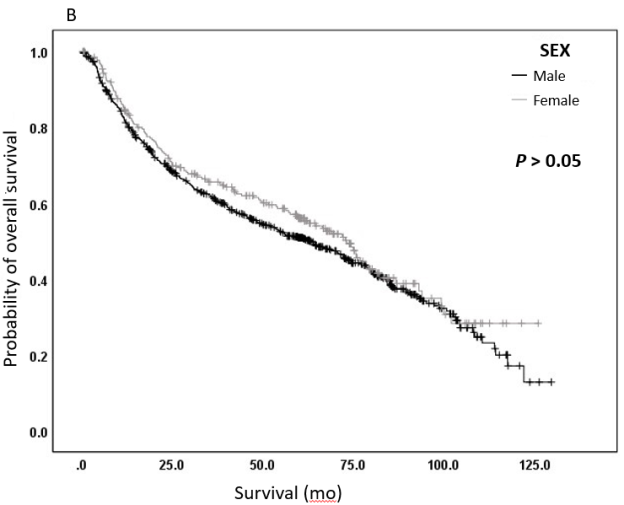 B
SEX
Male
Female
P > 0.05
Probability of overall survival
1.0
0.8
0.6
0.4
0.2
0.0
.0 25.0 50.0 75.0 100.0 125.0
Survival (mo)